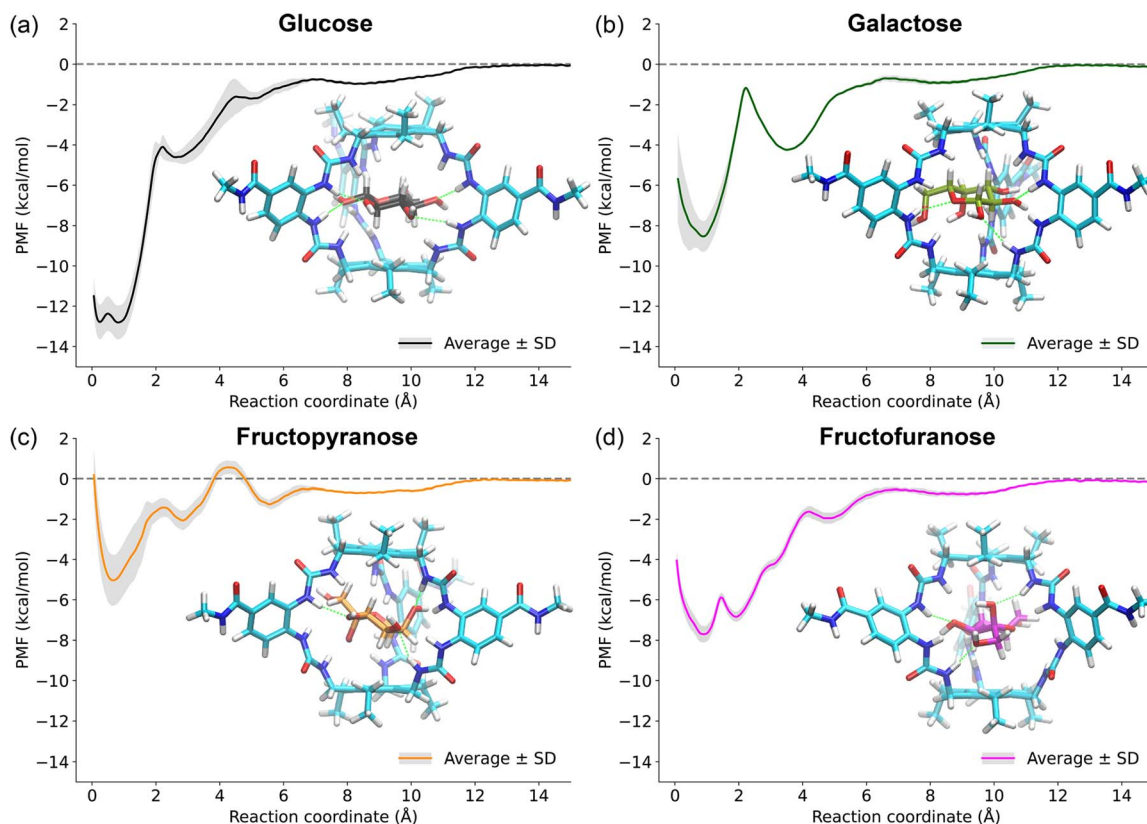 (a) Glucose
2
0
−2
−4
−6
−8
−10
−12
−14
PMF (kcal/mol)
Average ± SD
0 2 4 6 8 10 12 14
Reaction coordinate (Å)
(b) Galactose
2
0
−2
−4
−6
−8
−10
−12
−14
PMF (kcal/mol)
Average ± SD
0 2 4 6 8 10 12 14
Reaction coordinate (Å)
(c) Fructopyranose
2
0
−2
−4
−6
−8
−10
−12
−14
PMF (kcal/mol)
Average ± SD
0 2 4 6 8 10 12 14
Reaction coordinate (Å)
(d) Fructofuranose
2
0
−2
−4
−6
−8
−10
−12
−14
PMF (kcal/mol)
Average ± SD
0 2 4 6 8 10 12 14
Reaction coordinate (Å)